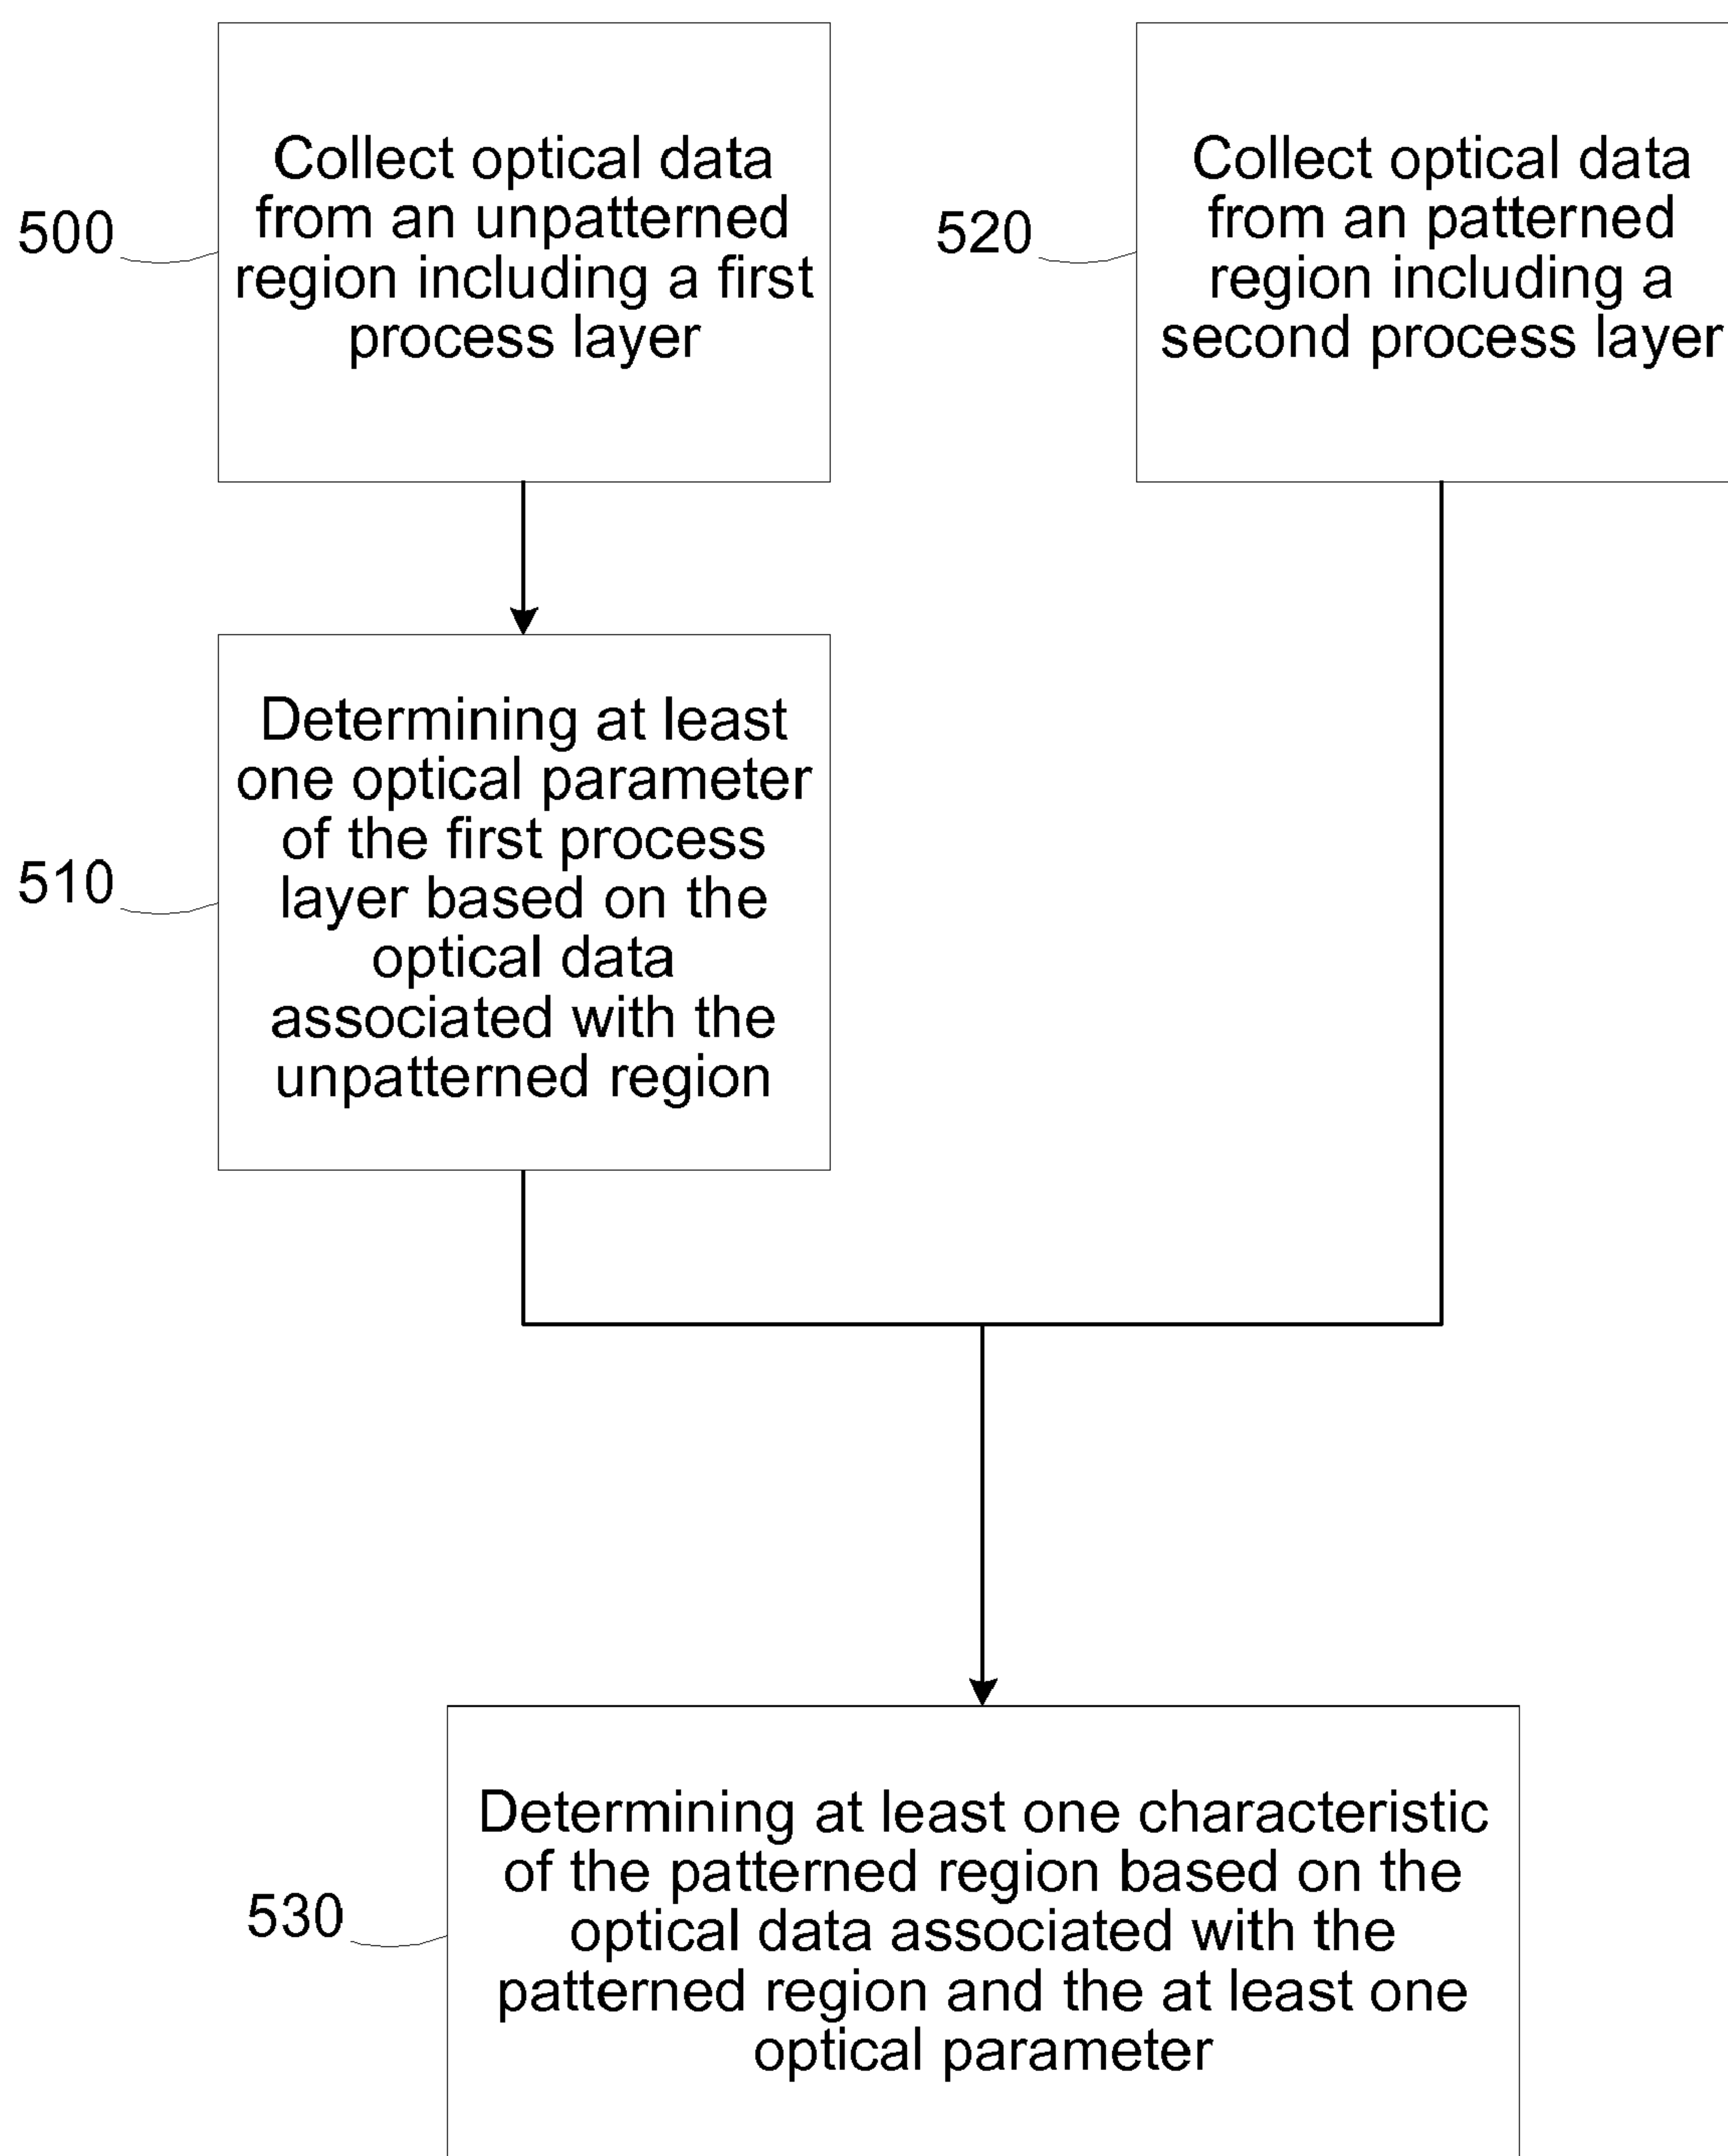 500
Collect optical data
from an unpatterned
region including a first
process layer
520
Collect optical data
from an patterned
region including a
second process layer
510
Determining at least
one optical parameter
of the first process
layer based on the
optical data
associated with the
unpatterned region
530
Determining at least one characteristic
of the patterned region based on the
optical data associated with the
patterned region and the at least one
optical parameter